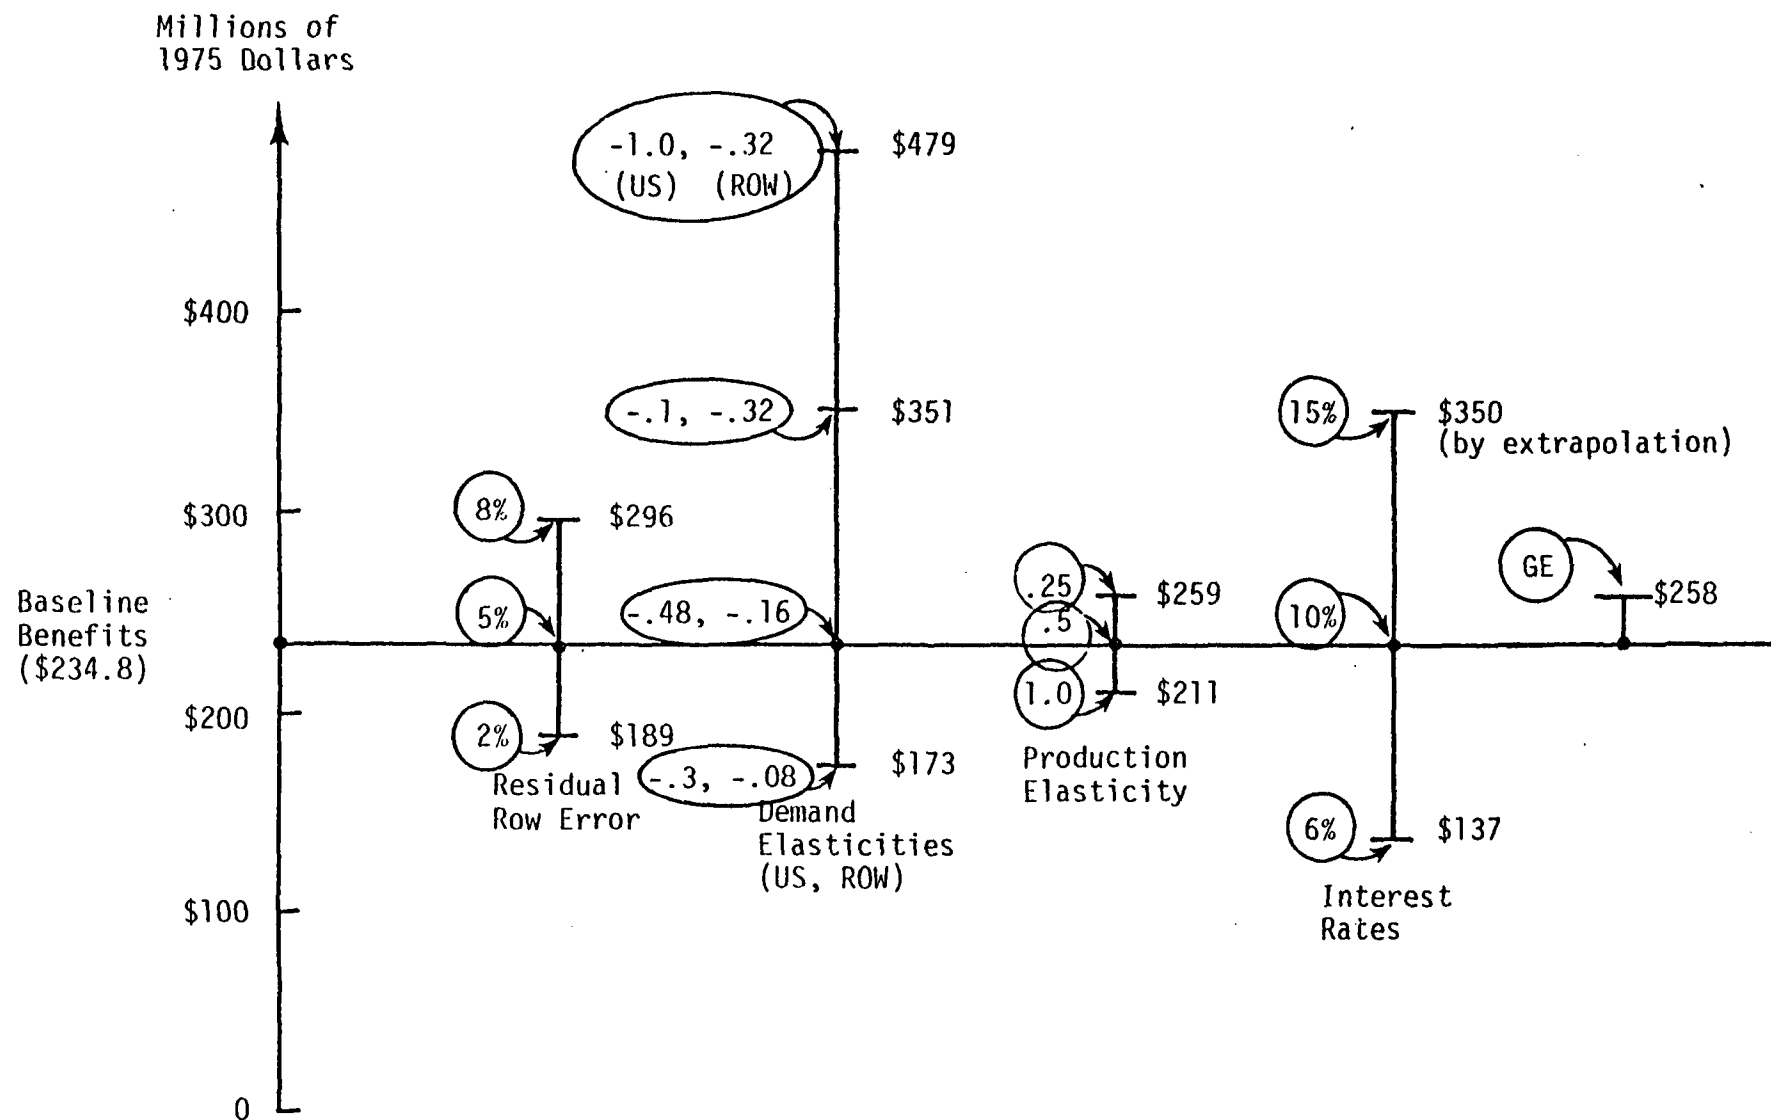 Millions of
1975 Dollars
-1.0, -.32
(US) (ROW)
$479
$400
-.1, -.32
$351
15%
$350
(by extrapolation)
$300
8%
$296
GE
$258
.25
$259
Baseline
Benefits
($234.8)
5%
-.48, -.16
.5
10%
1.0
$211
$200
2%
$189
-.3, -.08
$173
Residual
Row Error
Demand
Elasticities
(US, ROW)
Production
Elasticity
6%
$137
Interest
Rates
$100
0